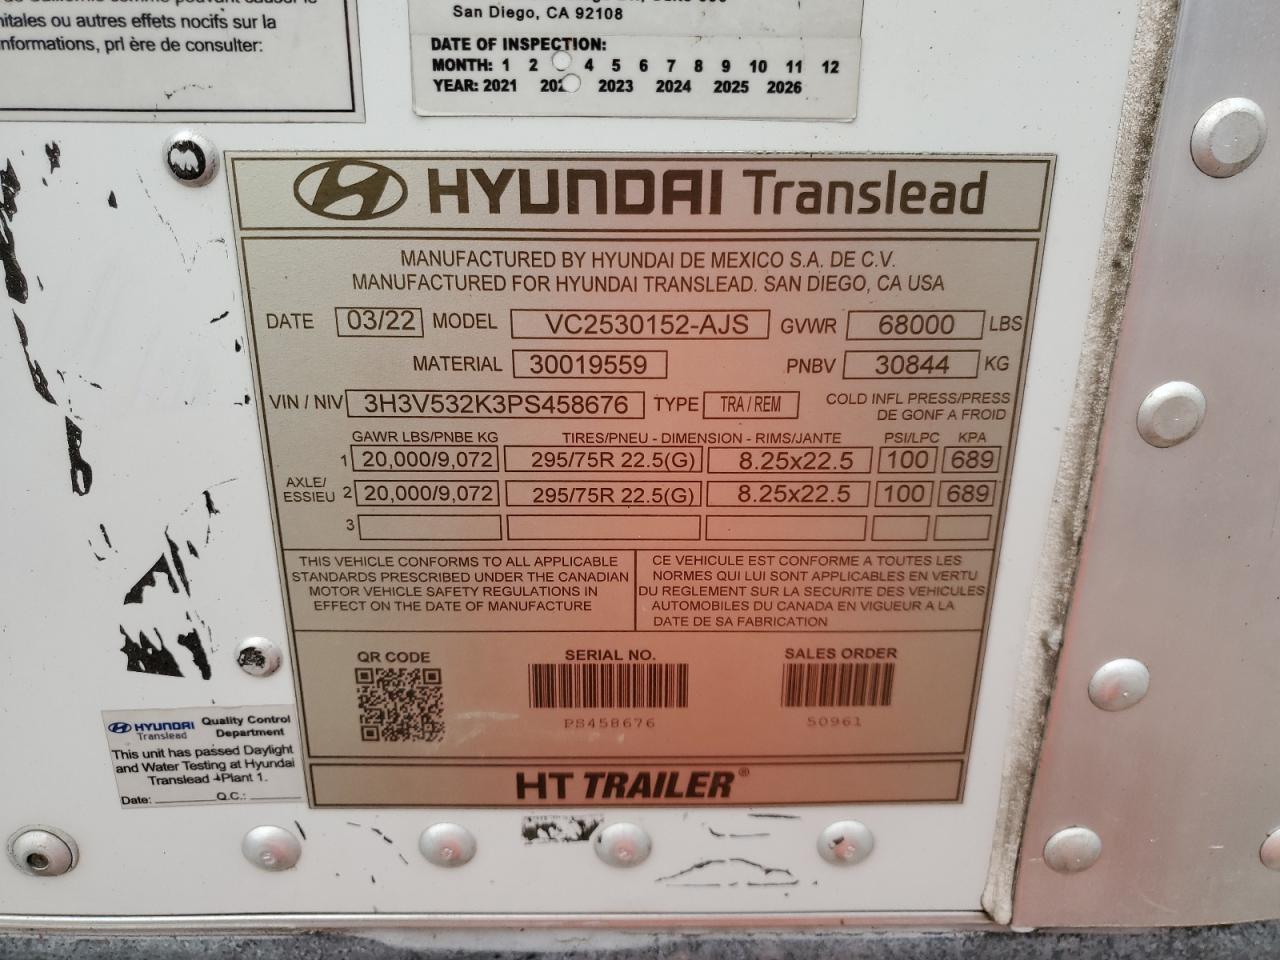 nitales ou autres effets nocifs sur la
informations, prl ère de consulter:
San Diego, CA 92108
DATE OF INSPECTION:
MONTH: 1 2 4 5 6 7 8 9 10 11 12
YEAR: 2021 2023 2024 2025 2026
HYUNDAI Translead
MANUFACTURED BY HYUNDAI DE MEXICO S.A. DE C.V.
MANUFACTURED FOR HYUNDAI TRANSLEAD. SAN DIEGO, CA USA
DATE 03/22 MODEL VC2530152-AJS GVWR 68000 LBS
MATERIAL 30019559 PNBV 30844 KG
VIN / NIV 3H3V532K3PS458676 TYPE TRA / REM COLD INFL PRESS/PRESS
DE GONF A FROID
GAWR LBS/PNBE KG TIRES/PNEU - DIMENSION - RIMS/JANTE PSI/LPC KPA
1 20,000/9,072 295/75R 22.5(G) 8.25x22.5 100 689
AXLE/
ESSIEU 2 20,000/9,072 295/75R 22.5(G) 8.25x22.5 100 689
3
THIS VEHICLE CONFORMS TO ALL APPLICABLE
STANDARDS PRESCRIBED UNDER THE CANADIAN
MOTOR VEHICLE SAFETY REGULATIONS IN
EFFECT ON THE DATE OF MANUFACTURE
CE VEHICULE EST CONFORME A TOUTES LES
NORMES QUI LUI SONT APPLICABLES EN VERTU
DU REGLEMENT SUR LA SECURITE DES VEHICULES
AUTOMOBILES DU CANADA EN VIGUEUR A LA
DATE DE SA FABRICATION
QR CODE SERIAL NO. SALES ORDER
PS458676 50961
HT TRAILER®
HYUNDAI Translead
Quality Control
Department
This unit has passed Daylight
and Water Testing at Hyundai
Translead - Plant 1.
Date: Q.C.: